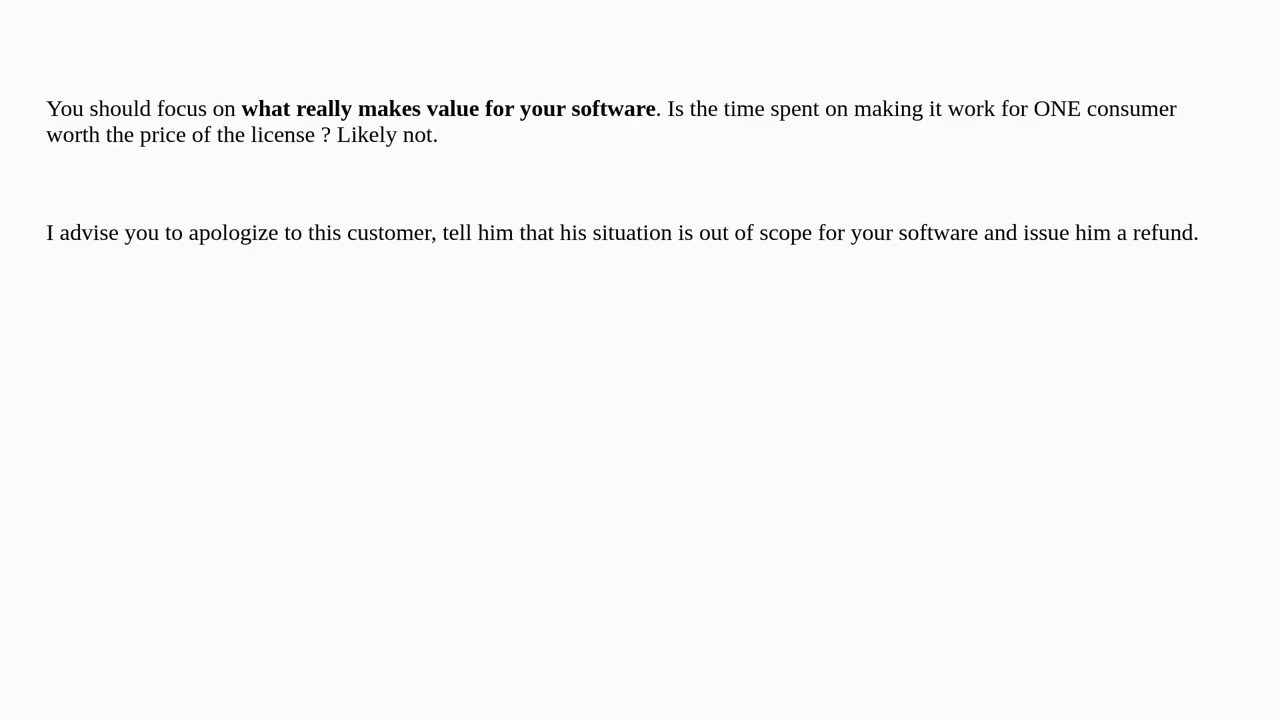 You should focus on what really makes value for your software. Is the time spent on making it work for ONE consumer
worth the price of the license ? Likely not.
I advise you to apologize to this customer, tell him that his situation is out of scope for your software and issue him a refund.